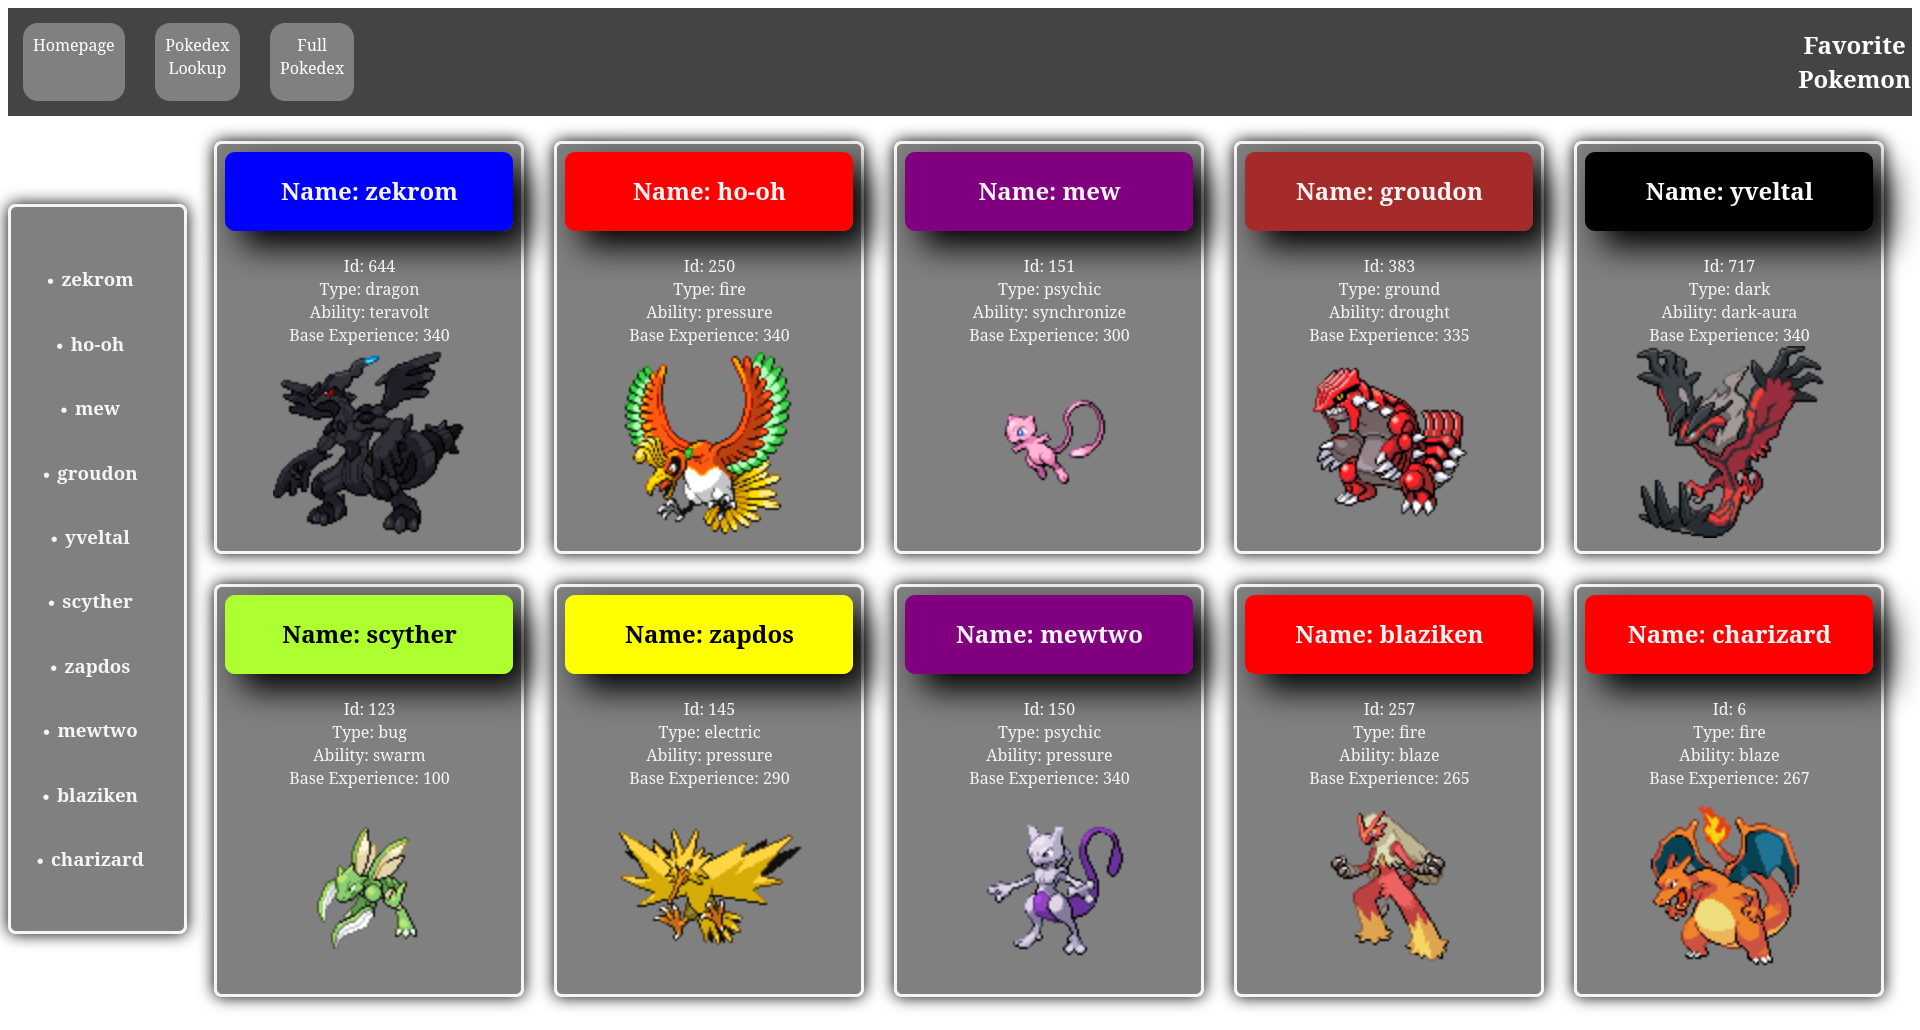 Homepage
Pokedex
Lookup
Full
Pokedex
Favorite
Pokemon
• zekrom
• ho-oh
• mew
• groudon
• yveltal
• scyther
• zapdos
• mewtwo
• blaziken
• charizard
Name: zekrom
Id: 644
Type: dragon
Ability: teravolt
Base Experience: 340
Name: ho-oh
Id: 250
Type: fire
Ability: pressure
Base Experience: 340
Name: mew
Id: 151
Type: psychic
Ability: synchronize
Base Experience: 300
Name: groudon
Id: 383
Type: ground
Ability: drought
Base Experience: 335
Name: yveltal
Id: 717
Type: dark
Ability: dark-aura
Base Experience: 340
Name: scyther
Id: 123
Type: bug
Ability: swarm
Base Experience: 100
Name: zapdos
Id: 145
Type: electric
Ability: pressure
Base Experience: 290
Name: mewtwo
Id: 150
Type: psychic
Ability: pressure
Base Experience: 340
Name: blaziken
Id: 257
Type: fire
Ability: blaze
Base Experience: 265
Name: charizard
Id: 6
Type: fire
Ability: blaze
Base Experience: 267